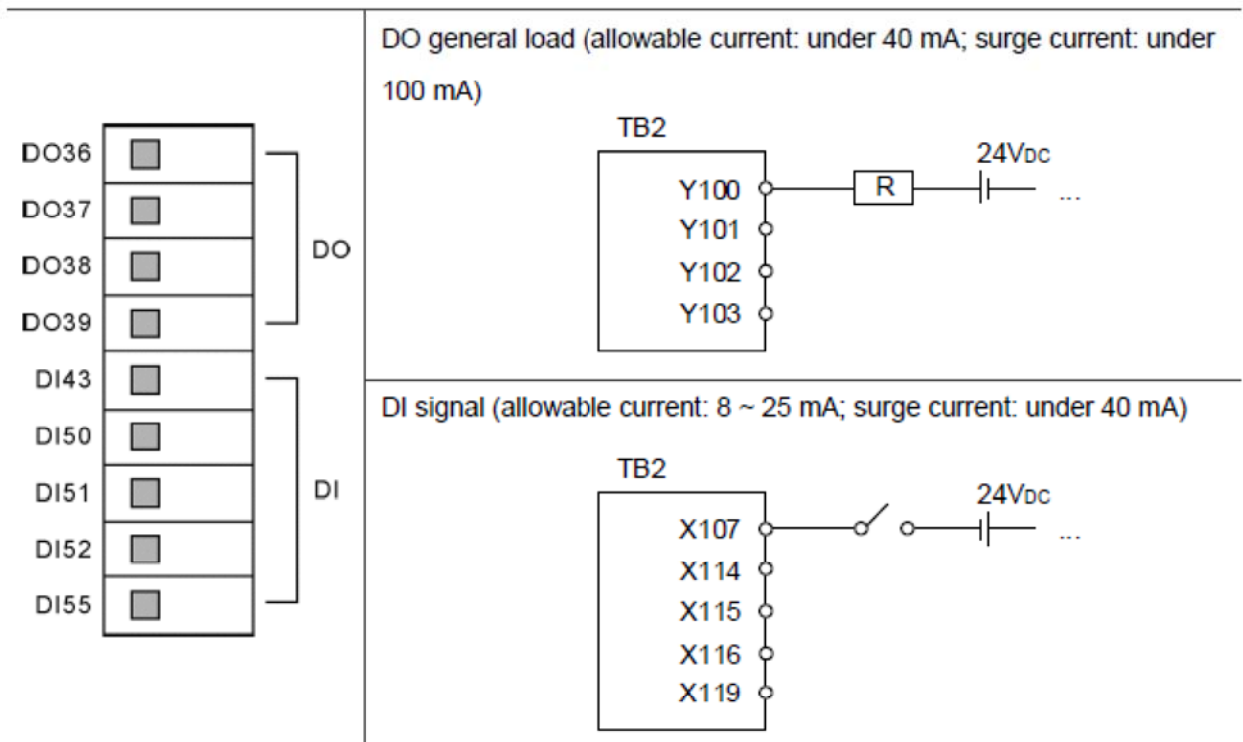 DO36
DO37
DO38
DO39
DI43
DI50
DI51
DI52
DI55
DO
DI
DO general load (allowable current: under 40 mA; surge current: under
100 mA)
TB2
24VDC
Y100
R
...
Y101
Y102
Y103
DI signal (allowable current: 8 ~ 25 mA; surge current: under 40 mA)
TB2
24VDC
X107
...
X114
X115
X116
X119